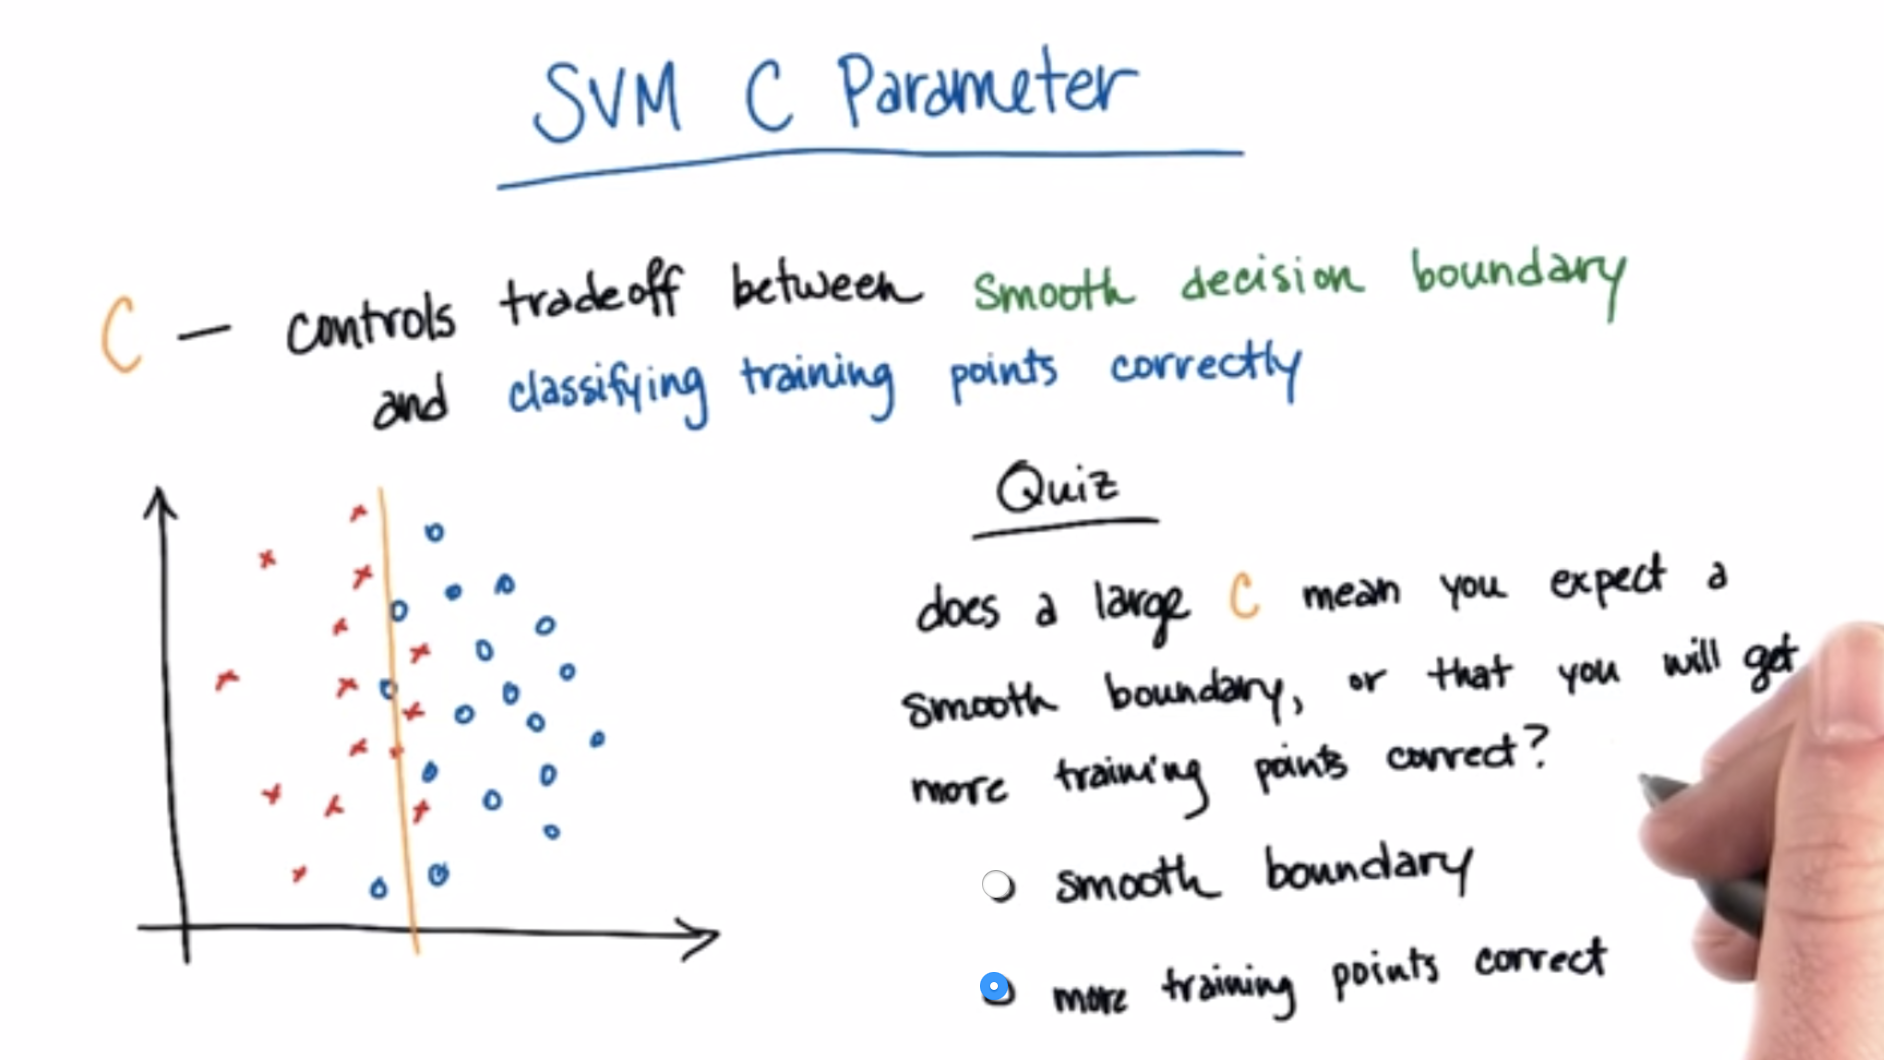 SVM C Parameter
C — controls tradeoff between smooth decision boundary
and classifying training points correctly
Quiz
does a large C mean you expect a
smooth boundary, or that you will get
more training points correct?
smooth boundary
more training points correct